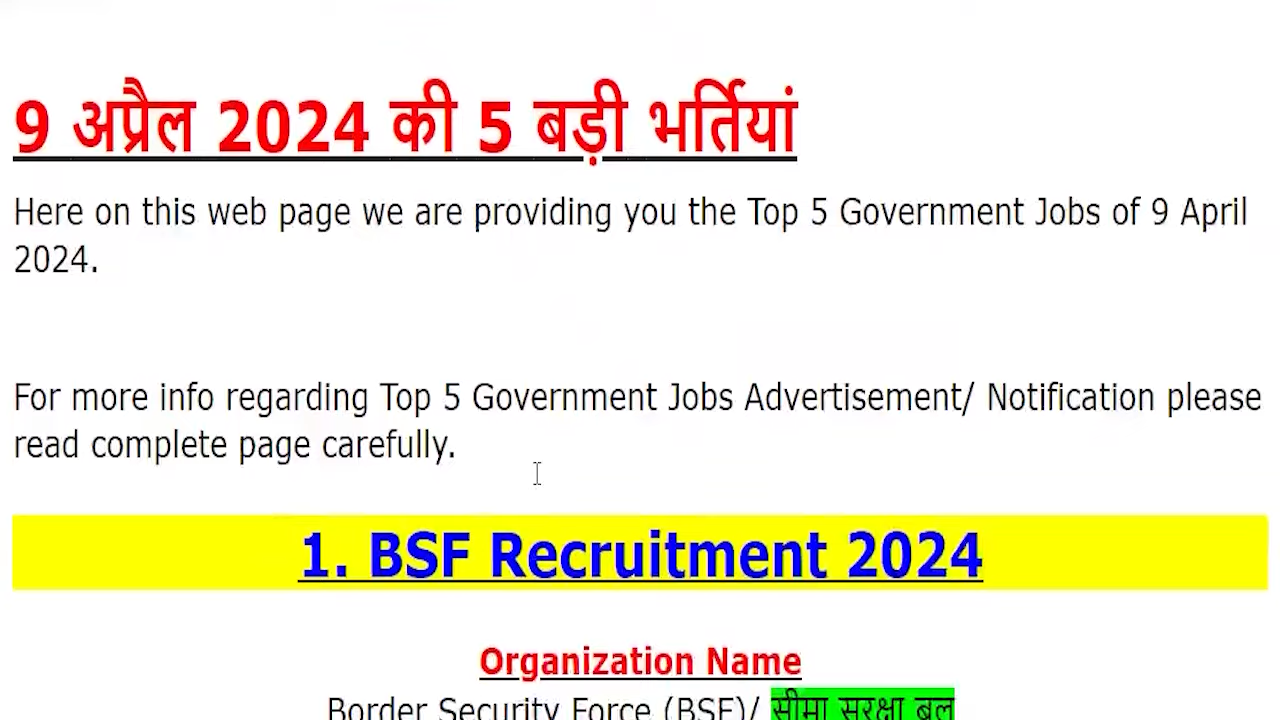 9 अप्रैल 2024 की 5 बड़ी भर्तियां
Here on this web page we are providing you the Top 5 Government Jobs of 9 April
2024.
For more info regarding Top 5 Government Jobs Advertisement/ Notification please
read complete page carefully.
1. BSF Recruitment 2024
Organization Name
Border Security Force (BSF)/ सीमा सुरक्षा बल